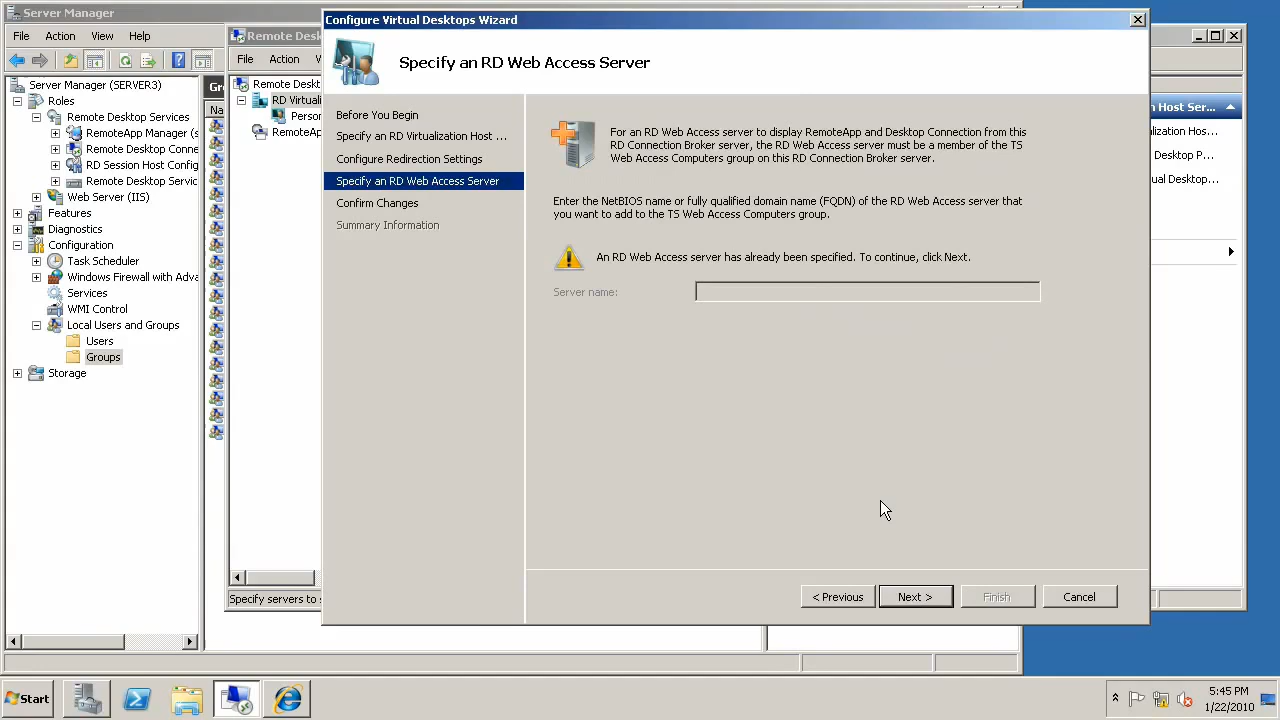 Server Manager
File Action View Help
Server Manager (SERVER3)
Roles
Remote Desktop Services
RemoteApp Manager (s
Remote Desktop Conne
RD Session Host Config
Remote Desktop Servic
Web Server (IIS)
Features
Diagnostics
Configuration
Task Scheduler
Windows Firewall with Adva
Services
WMI Control
Local Users and Groups
Users
Groups
Storage
Gr
Na
Remote Desk
File Action V
Remote Deskt
RD Virtuali
Person
RemoteAp
Specify servers to s
Configure Virtual Desktops Wizard
Specify an RD Web Access Server
Before You Begin
Specify an RD Virtualization Host ...
Configure Redirection Settings
Specify an RD Web Access Server
Confirm Changes
Summary Information
For an RD Web Access server to display RemoteApp and Desktop Connection from this
RD Connection Broker server, the RD Web Access server must be a member of the TS
Web Access Computers group on this RD Connection Broker server.
Enter the NetBIOS name or fully qualified domain name (FQDN) of the RD Web Access server that
you want to add to the TS Web Access Computers group.
An RD Web Access server has already been specified. To continue, click Next.
Server name:
< Previous Next > Finish Cancel
n Host Ser...
lization Hos...
Desktop P...
ual Desktop...
Start
5:45 PM
1/22/2010